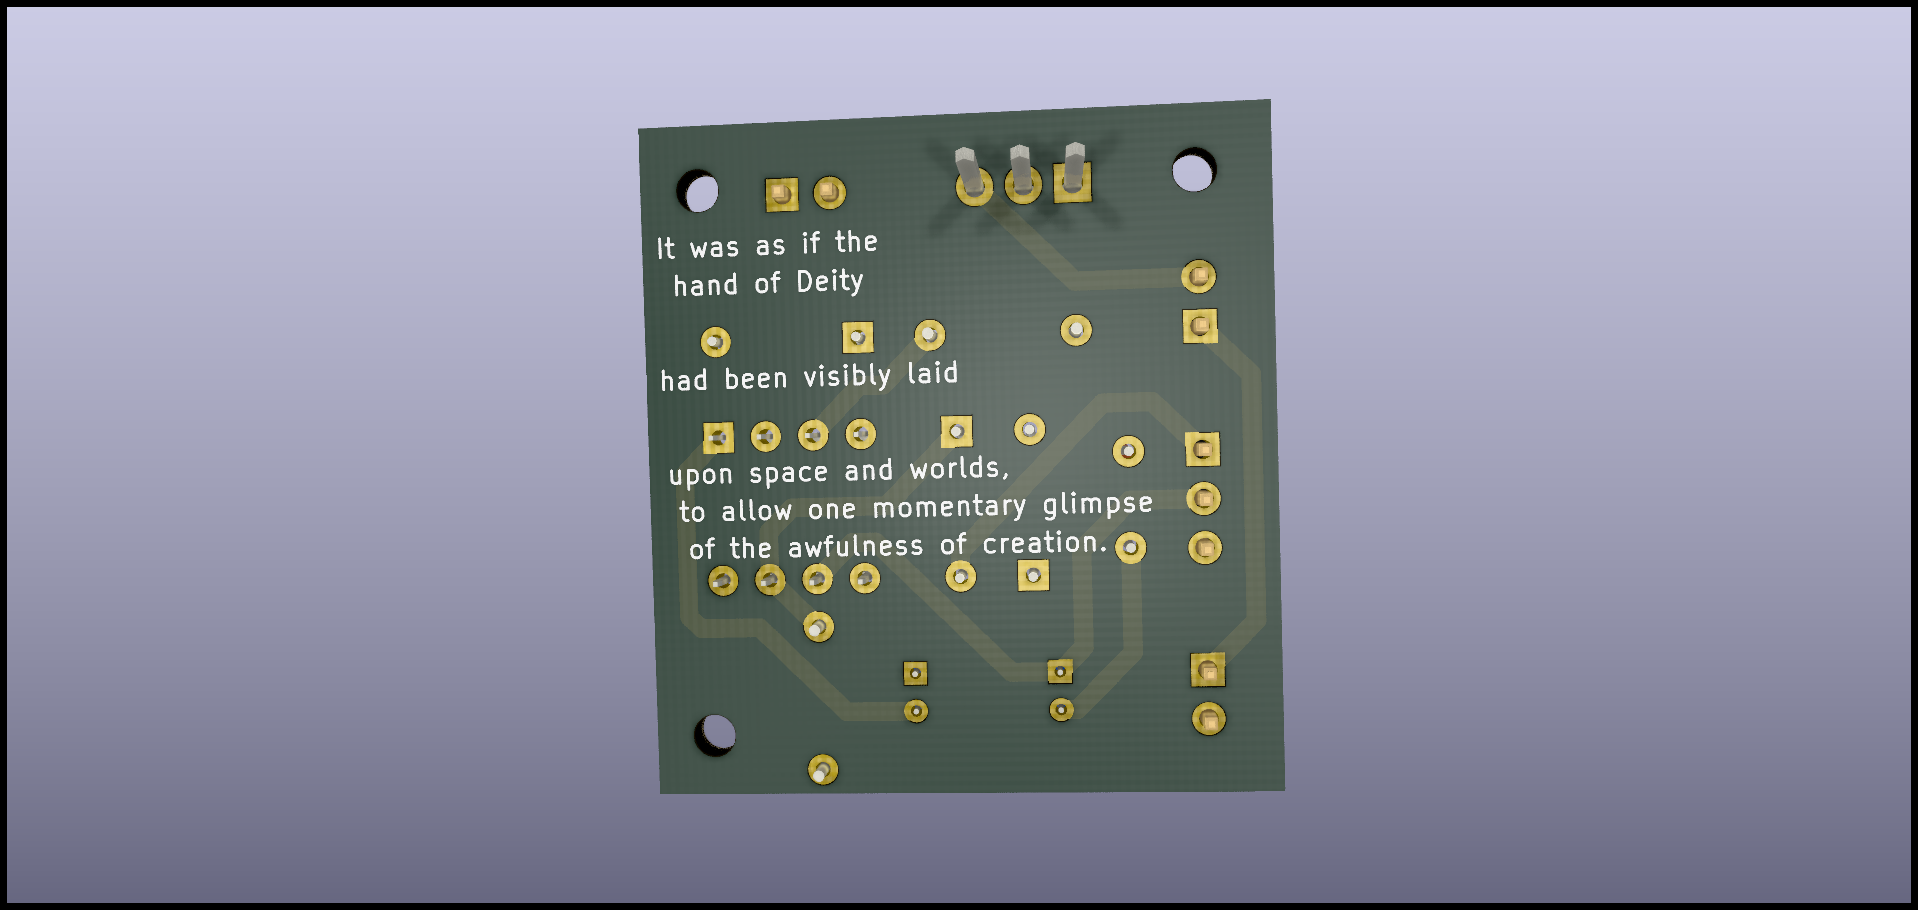 It was as if the
hand of Deity
had been visibly laid
upon space and worlds,
to allow one momentary glimpse
of the awfulness of creation.